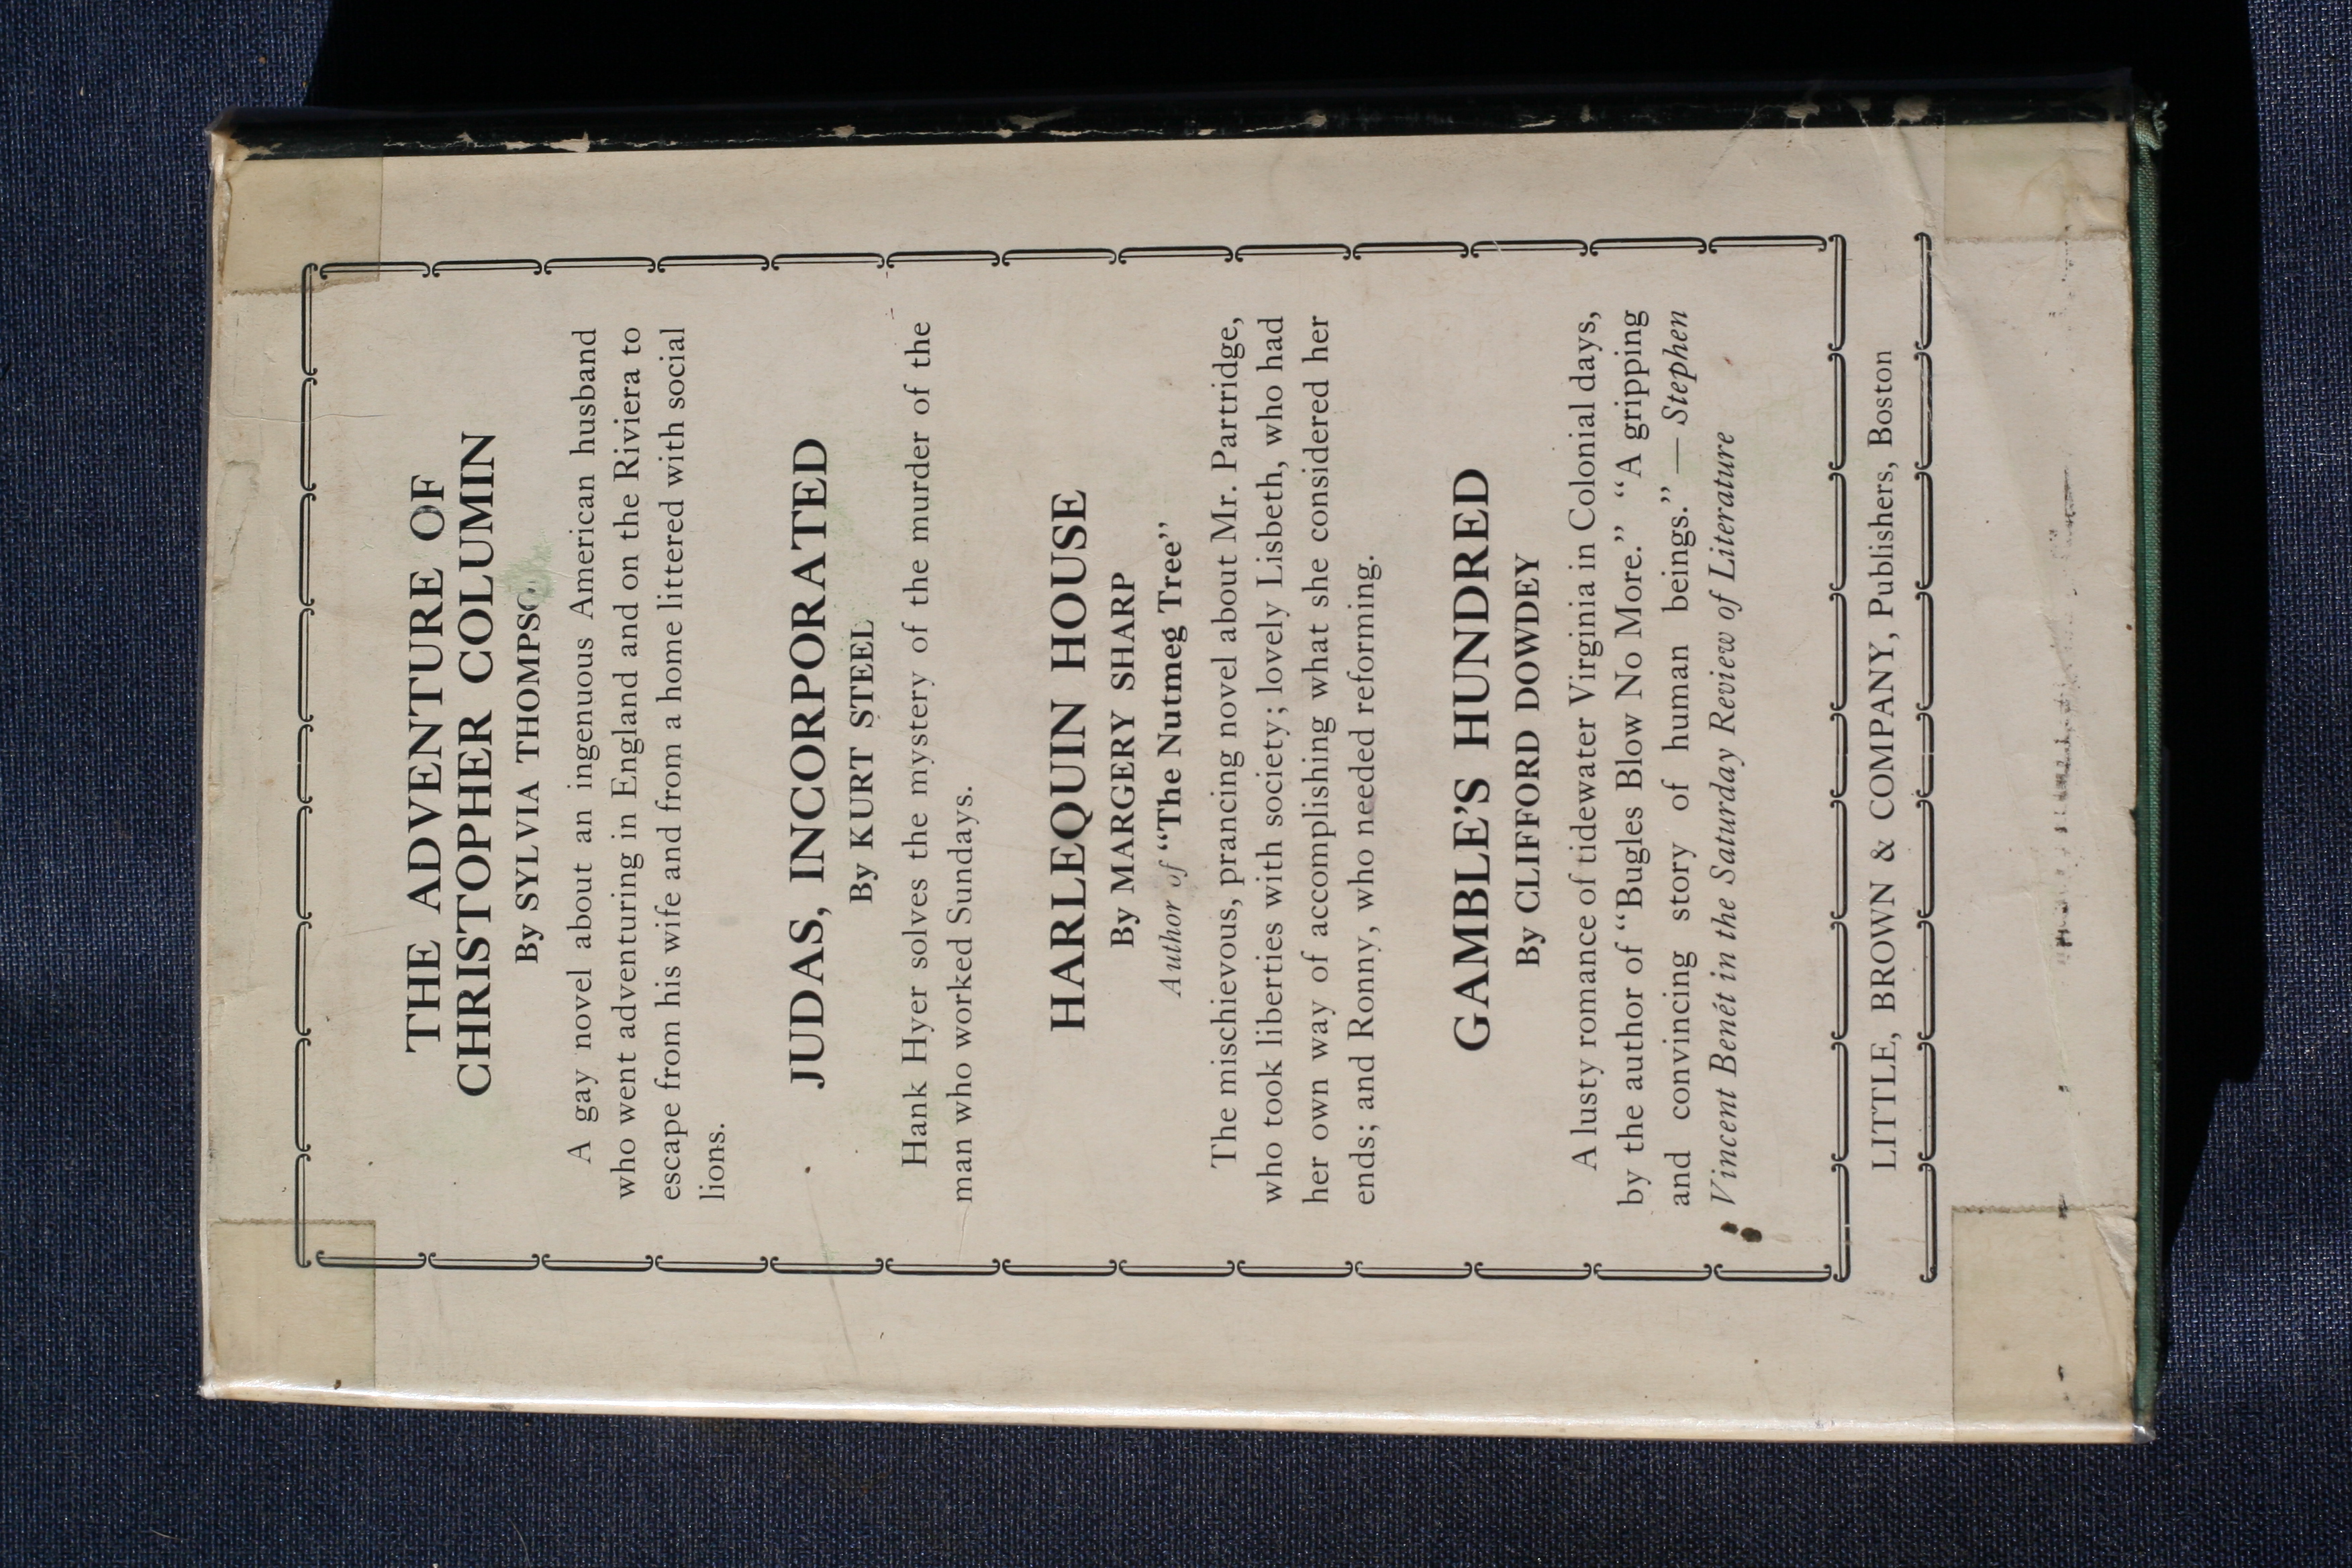 THE ADVENTURE OF
CHRISTOPHER COLUMIN
By SYLVIA THOMPSO
A gay novel about an ingenuous American husband
who went adventuring in England and on the Riviera to
escape from his wife and from a home littered with social
lions.
JUDAS, INCORPORATED
By KURT STEEL
Hank Hyer solves the mystery of the murder of the
man who worked Sundays.
HARLEQUIN HOUSE
By MARGERY SHARP
Author of "The Nutmeg Tree"
The mischievous, prancing novel about Mr. Partridge,
who took liberties with society; lovely Lisbeth, who had
her own way of accomplishing what she considered her
ends; and Ronny, who needed reforming.
GAMBLE'S HUNDRED
By CLIFFORD DOWDEY
A lusty romance of tidewater Virginia in Colonial days,
by the author of "Bugles Blow No More." "A gripping
and convincing story of human beings." — Stephen
Vincent Benét in the Saturday Review of Literature
LITTLE, BROWN & COMPANY, Publishers, Boston